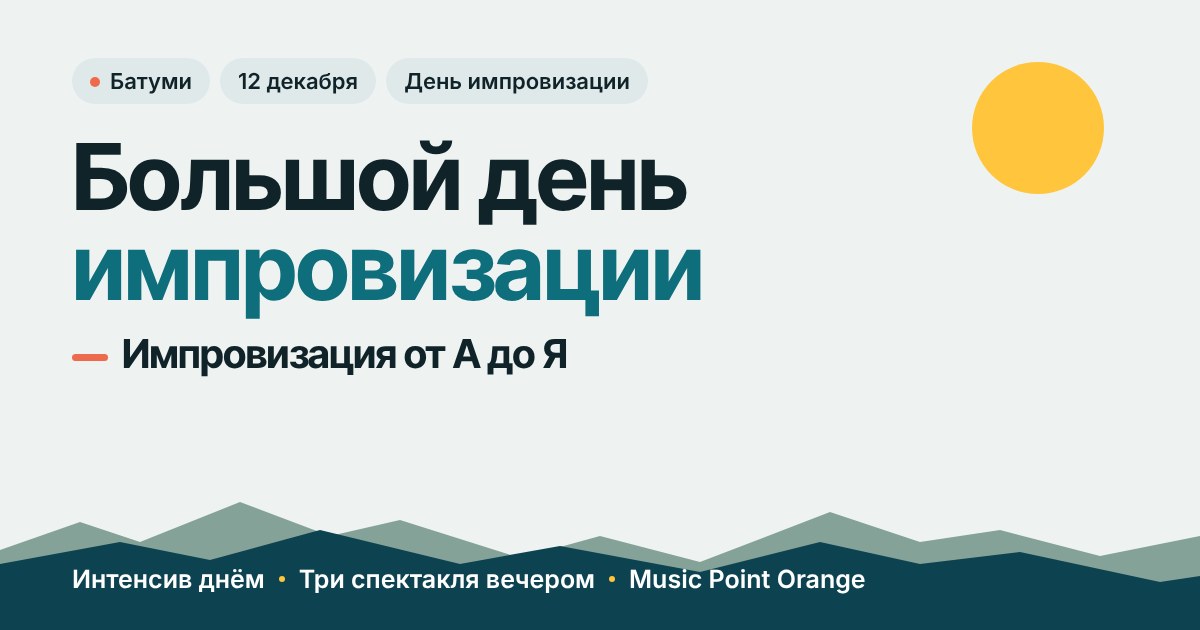 Батуми 12 декабря День импровизации
Большой день
импровизации
Импровизация от А до Я
Интенсив днём • Три спектакля вечером • Music Point Orange